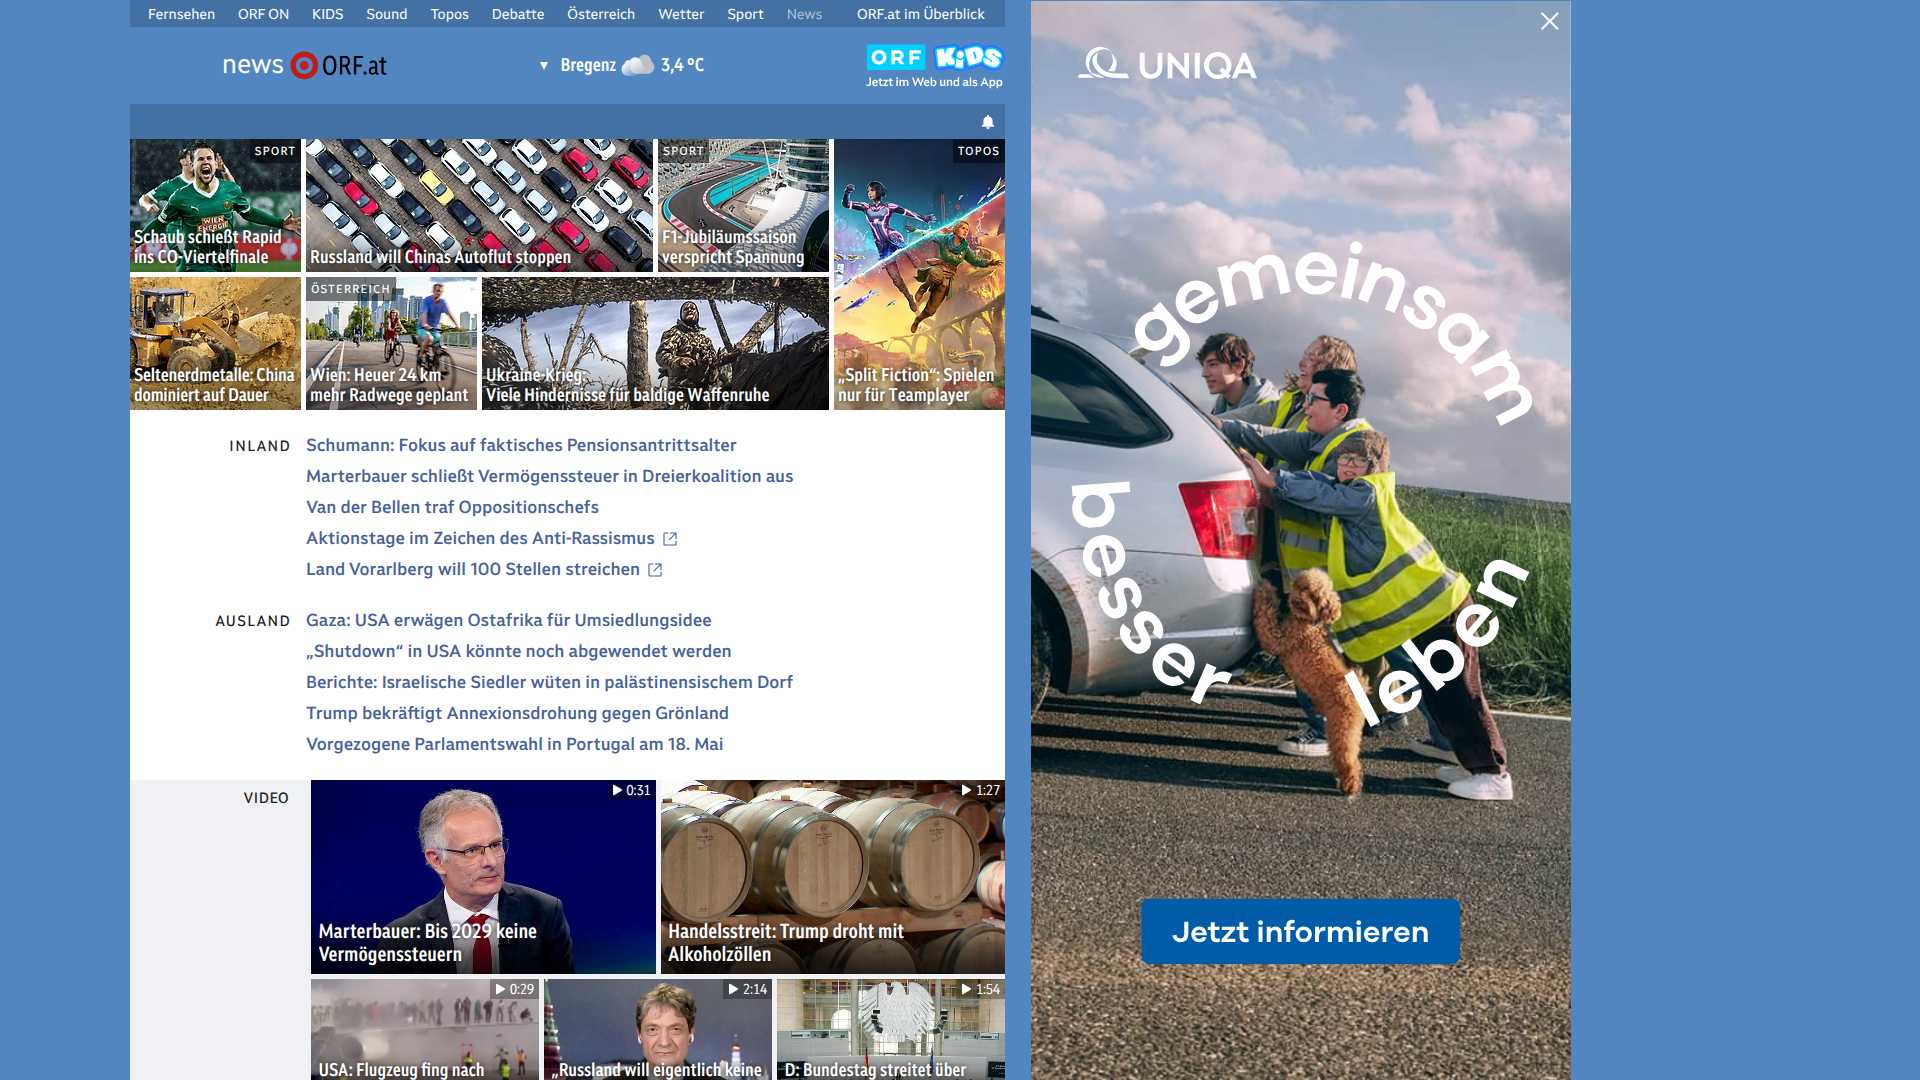 Fernsehen ORF ON KIDS Sound Topos Debatte Österreich Wetter Sport News ORF.at im Überblick
news ORF.at
Bregenz 3,4 °C
ORF KiDS
Jetzt im Web und als App
SPORT
Schaub schießt Rapid
ins CO-Viertelfinale
Russland will Chinas Autoflut stoppen
SPORT
F1-Jubiläumssaison
verspricht Spannung
TOPOS
„Split Fiction“: Spielen
nur für Teamplayer
Seltenerdmetalle: China
dominiert auf Dauer
ÖSTERREICH
Wien: Heuer 24 km
mehr Radwege geplant
Ukraine-Krieg:
Viele Hindernisse für baldige Waffenruhe
INLAND
Schumann: Fokus auf faktisches Pensionsantrittsalter
Marterbauer schließt Vermögenssteuer in Dreierkoalition aus
Van der Bellen traf Oppositionschefs
Aktionstage im Zeichen des Anti-Rassismus
Land Vorarlberg will 100 Stellen streichen
AUSLAND
Gaza: USA erwägen Ostafrika für Umsiedlungsidee
„Shutdown“ in USA könnte noch abgewendet werden
Berichte: Israelische Siedler wüten in palästinensischem Dorf
Trump bekräftigt Annexionsdrohung gegen Grönland
Vorgezogene Parlamentswahl in Portugal am 18. Mai
VIDEO
0:31
Marterbauer: Bis 2029 keine
Vermögenssteuern
1:27
Handelsstreit: Trump droht mit
Alkoholzöllen
0:29
USA: Flugzeug fing nach
2:14
„Russland will eigentlich keine
1:54
D: Bundestag streitet über
UNIQA
gemeinsam
besser
leben
Jetzt informieren